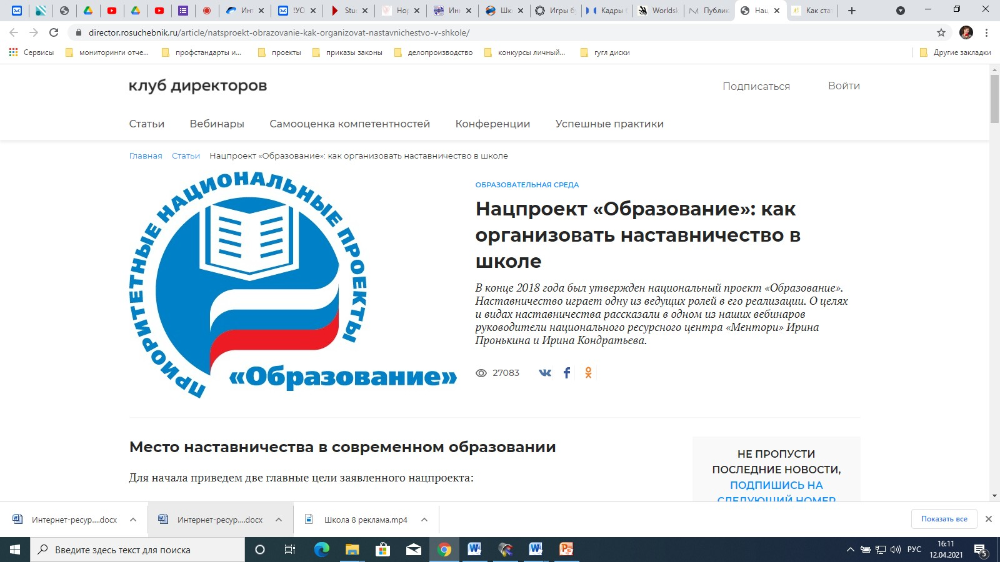 Инт
!УС
Stu
Нор
Инн
Шк
Игры б
Кадры
Worldsk
Публик
Нац
Как ста
director.rosuchebnik.ru/article/natsproekt-obrazovanie-kak-organizovat-nastavnichestvo-v-shkole/
Сервисы
мониторинги отче...
профстандарты и...
проекты
приказы законы
делопроизводство
конкурсы личный...
гугл диски
Другие закладки
клуб директоров
Подписаться
Войти
Статьи
Вебинары
Самооценка компетентностей
Конференции
Успешные практики
Главная
Статьи
Нацпроект «Образование»: как организовать наставничество в школе
ПРИОРИТЕТНЫЕ НАЦИОНАЛЬНЫЕ ПРОЕКТЫ
«Образование»
ОБРАЗОВАТЕЛЬНАЯ СРЕДА
Нацпроект «Образование»: как
организовать наставничество в
школе
В конце 2018 года был утвержден национальный проект «Образование».
Наставничество играет одну из ведущих ролей в его реализации. О целях
и видах наставничества рассказали в одном из наших вебинаров
руководители национального ресурсного центра «Ментори» Ирина
Пронькина и Ирина Кондратьева.
27083
Место наставничества в современном образовании
Для начала приведем две главные цели заявленного нацпроекта:
НЕ ПРОПУСТИ
ПОСЛЕДНИЕ НОВОСТИ,
ПОДПИШИСЬ НА
СЛЕДУЮЩИЙ НОМЕР
Интернет-ресур....docx
Интернет-ресур....docx
Школа 8 реклама.mp4
Показать все
Введите здесь текст для поиска
РУС
16:11
12.04.2021
5